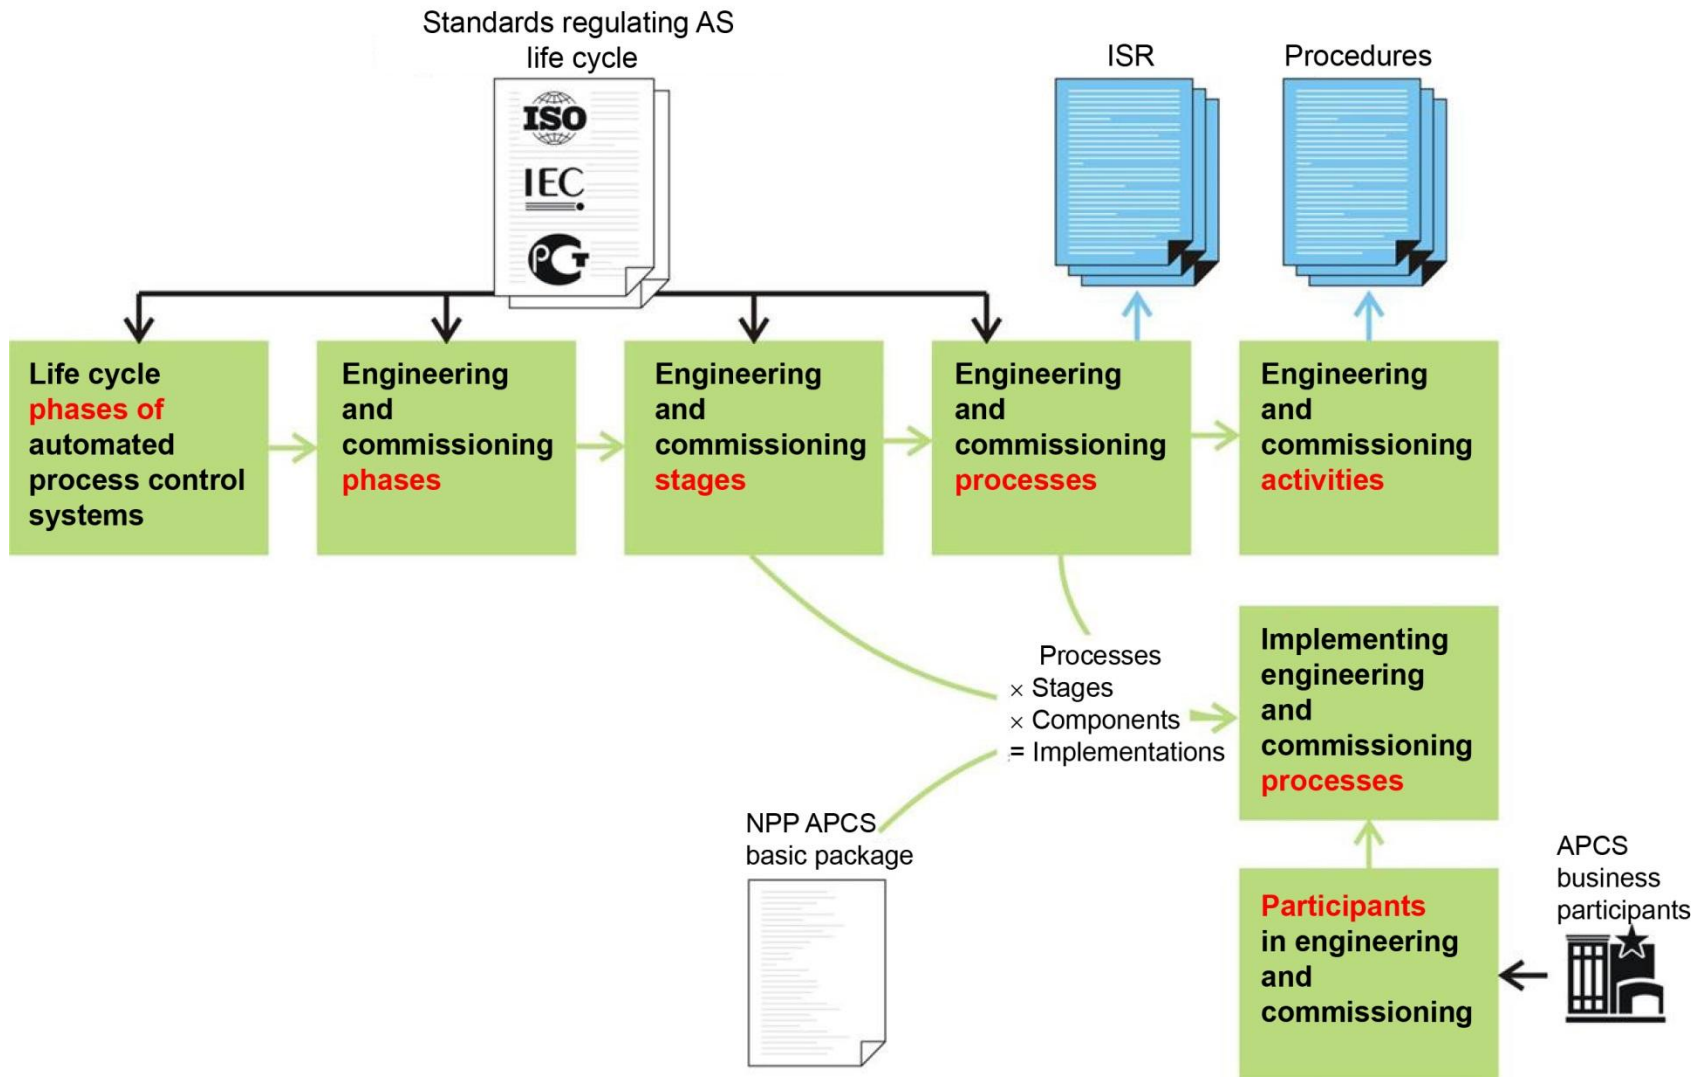 Standards regulating AS
life cycle
ISO
IEC
РСТ
ISR
Procedures
Life cycle
phases of
automated
process control
systems
Engineering
and
commissioning
phases
Engineering
and
commissioning
stages
Engineering
and
commissioning
processes
Engineering
and
commissioning
activities
Processes
× Stages
× Components
= Implementations
Implementing
engineering
and
commissioning
processes
NPP APCS
basic package
Participants
in engineering
and
commissioning
APCS
business
participants